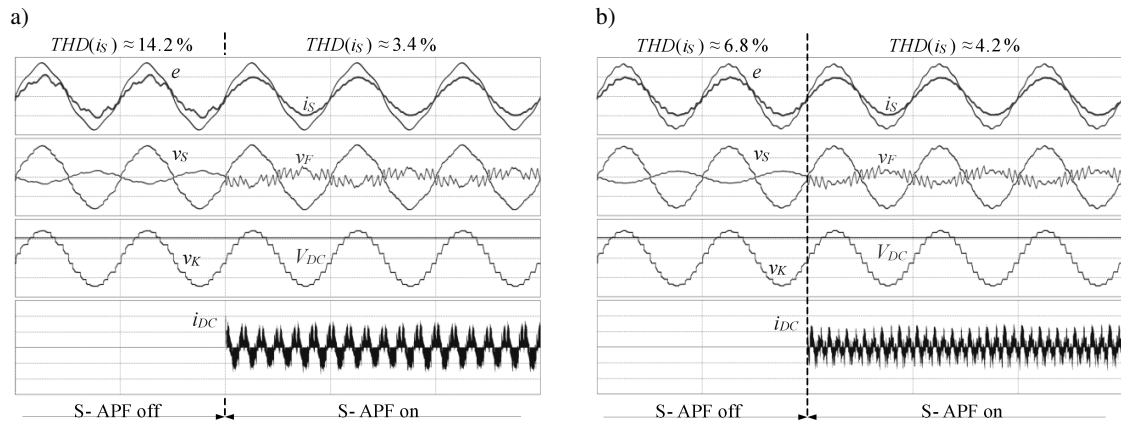 a)
THD(iS) ≈ 14.2 %
THD(iS) ≈ 3.4 %
e
iS
vS
vF
vK
VDC
iDC
S- APF off
S- APF on
b)
THD(iS) ≈ 6.8 %
THD(iS) ≈ 4.2 %
e
iS
vS
vF
vK
VDC
iDC
S- APF off
S- APF on